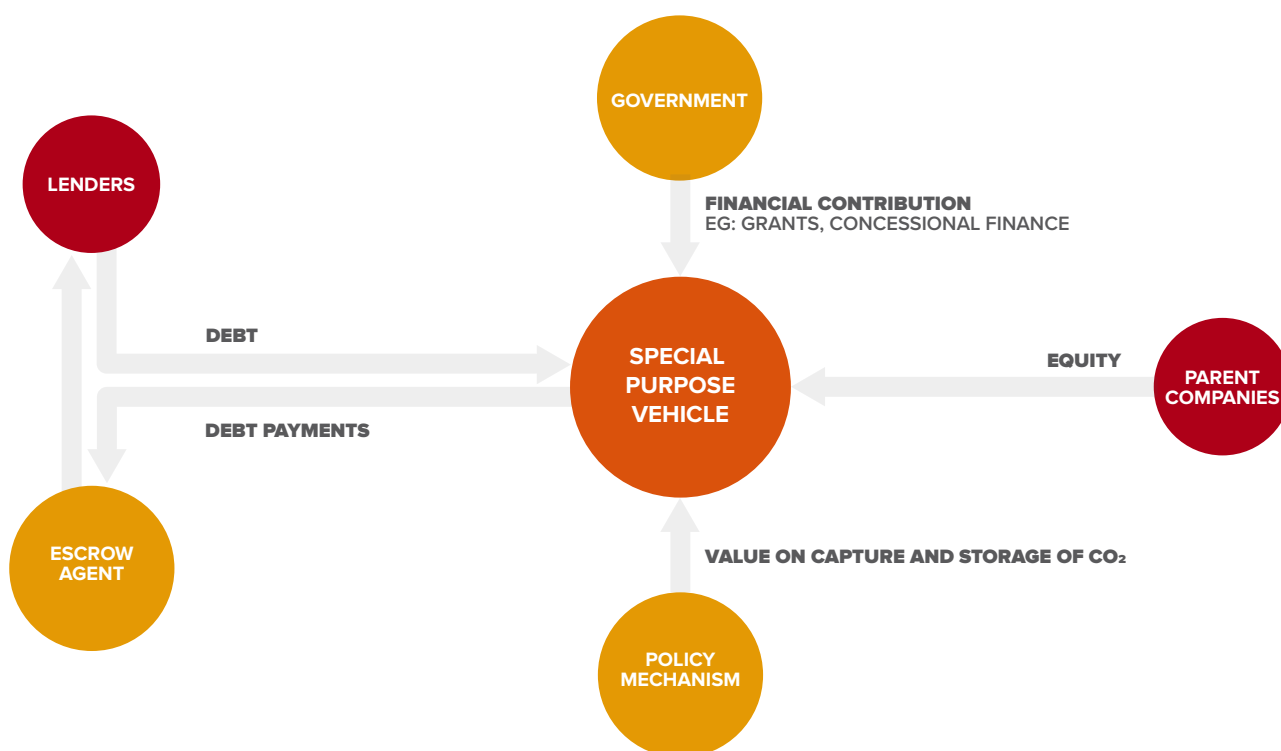 GOVERNMENT
LENDERS
FINANCIAL CONTRIBUTION
EG: GRANTS, CONCESSIONAL FINANCE
DEBT
SPECIAL
PURPOSE
VEHICLE
EQUITY
PARENT
COMPANIES
DEBT PAYMENTS
ESCROW
AGENT
VALUE ON CAPTURE AND STORAGE OF CO₂
POLICY
MECHANISM